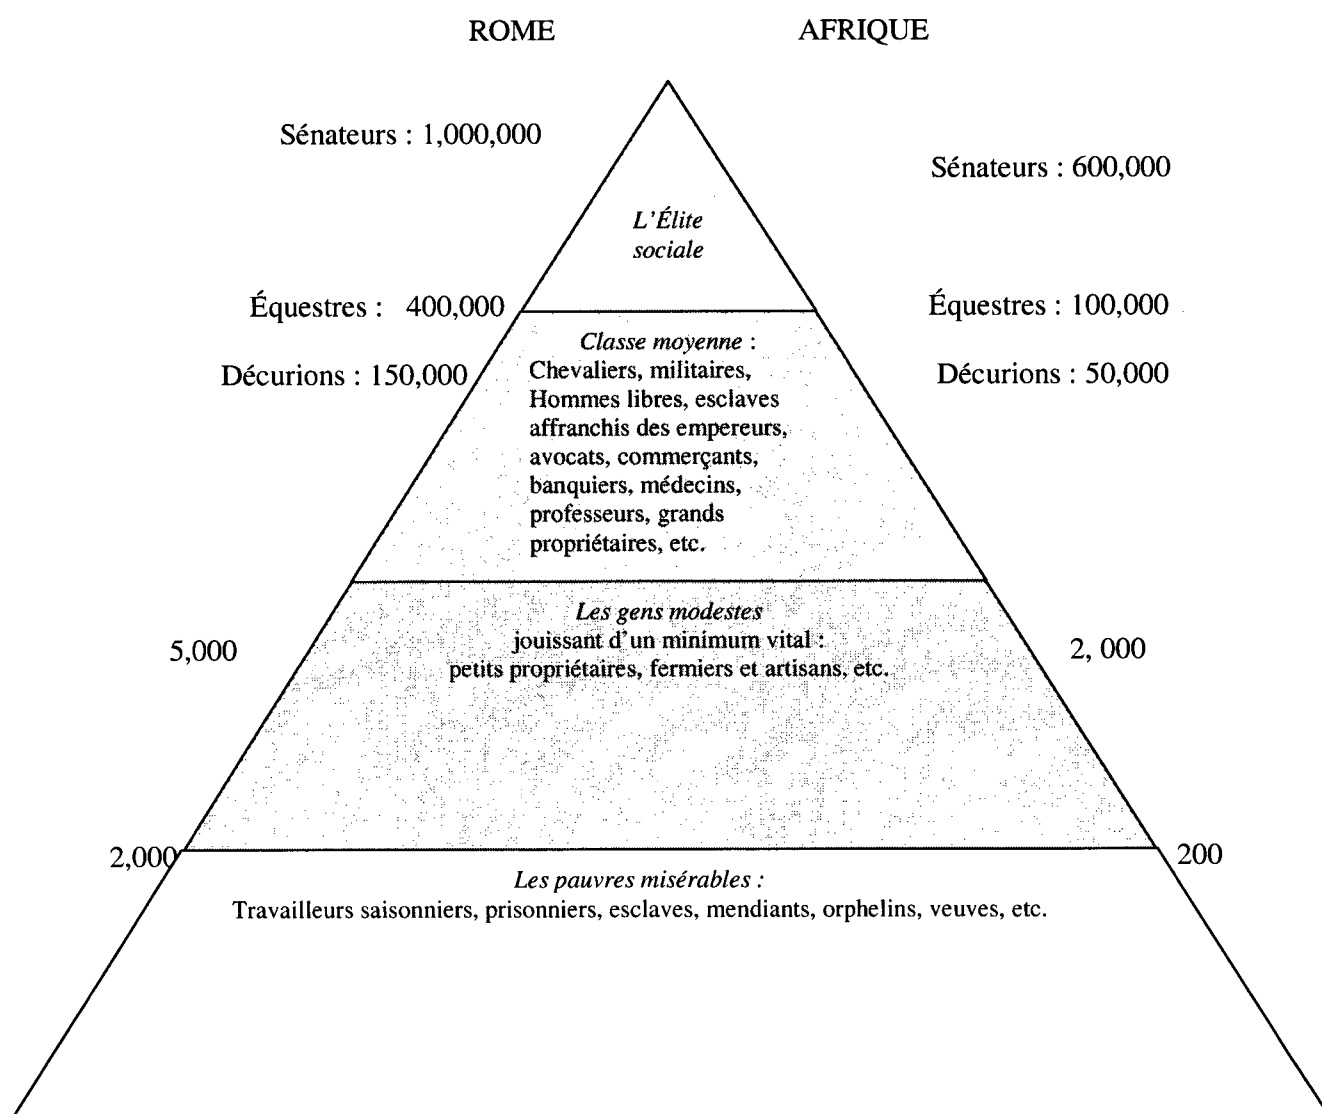 ROME
AFRIQUE
Sénateurs : 1,000,000
Sénateurs : 600,000
L'Élite
sociale
Équestres : 400,000
Équestres : 100,000
Classe moyenne :
Chevaliers, militaires,
Hommes libres, esclaves
affranchis des empereurs,
avocats, commerçants,
banquiers, médecins,
professeurs, grands
propriétaires, etc.
Décurions : 150,000
Décurions : 50,000
Les gens modestes
jouissant d'un minimum vital :
petits propriétaires, fermiers et artisans, etc.
5,000
2, 000
2,000
200
Les pauvres misérables :
Travailleurs saisonniers, prisonniers, esclaves, mendiants, orphelins, veuves, etc.